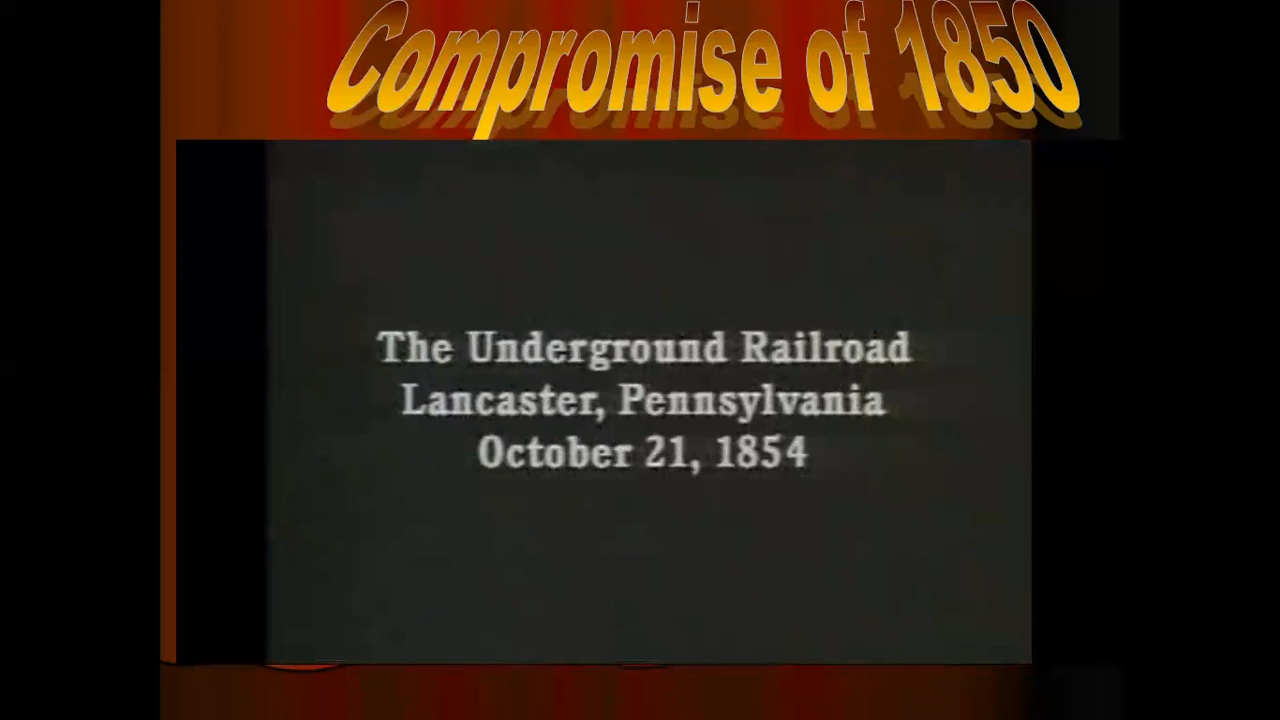 Compromise of 1850
The Underground Railroad
Lancaster, Pennsylvania
October 21, 1854